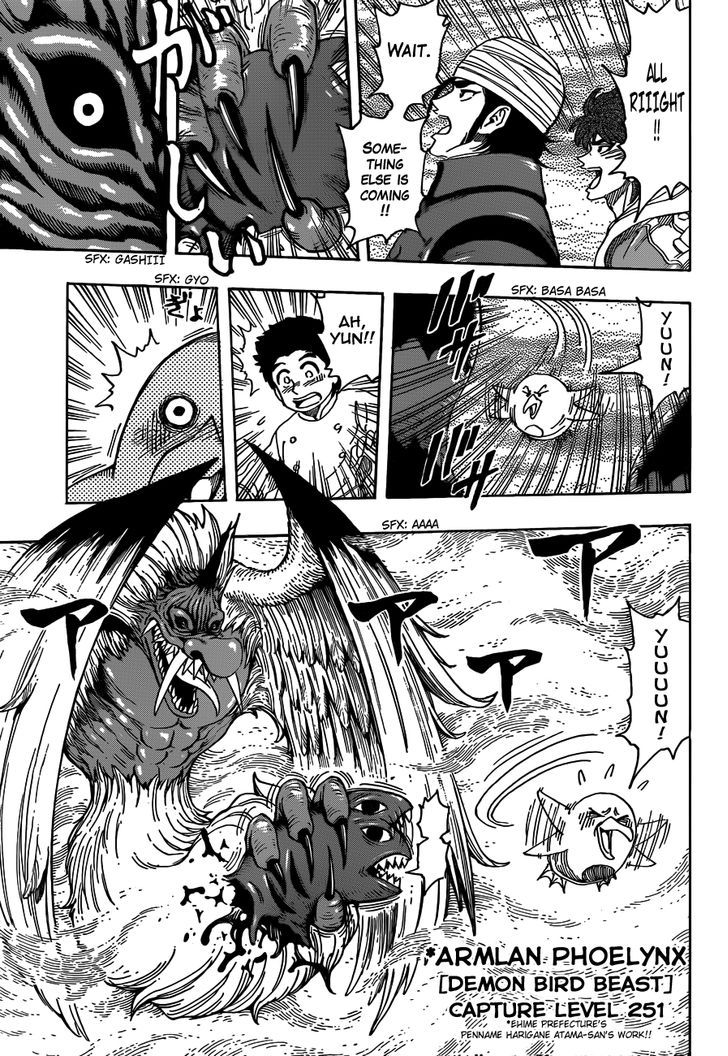 ALL
RIIIGHT
!!
WAIT.
SOME-
THING
ELSE IS
COMING
!!
がしいい
SFX: GASHIII
SFX: BASA BASA
YUUN!
バサバサ
AH,
YUN!!
SFX: GYO
ぎょ
SFX: AAAA
アアアア
YUUUUUN!
*ARMLAN PHOELYNX
[DEMON BIRD BEAST]
CAPTURE LEVEL 251
*EHIME PREFECTURE'S
PENNAME HARIGANE ATAMA-SAN'S WORK!!